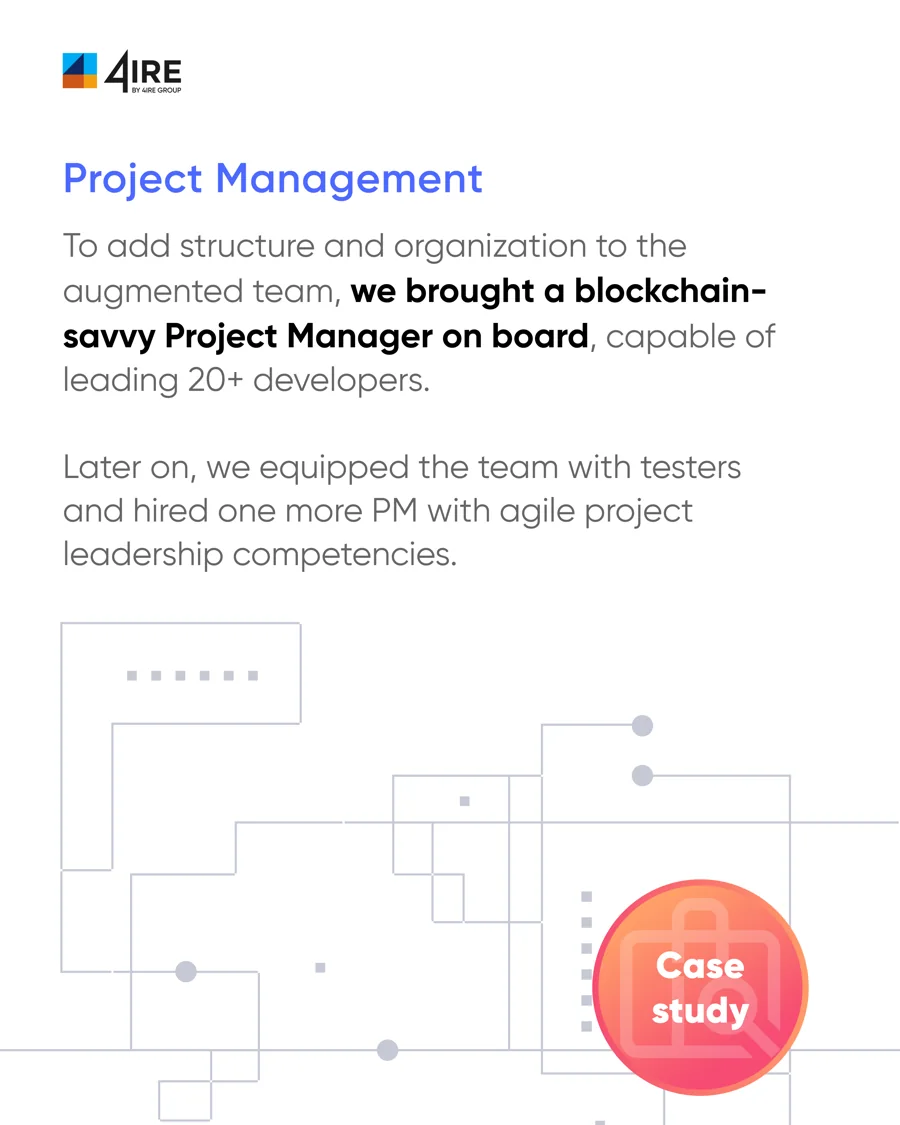 4IRE
BY 4IRE GROUP
Project Management
To add structure and organization to the
augmented team, we brought a blockchain-
savvy Project Manager on board, capable of
leading 20+ developers.
Later on, we equipped the team with testers
and hired one more PM with agile project
leadership competencies.
Case
study